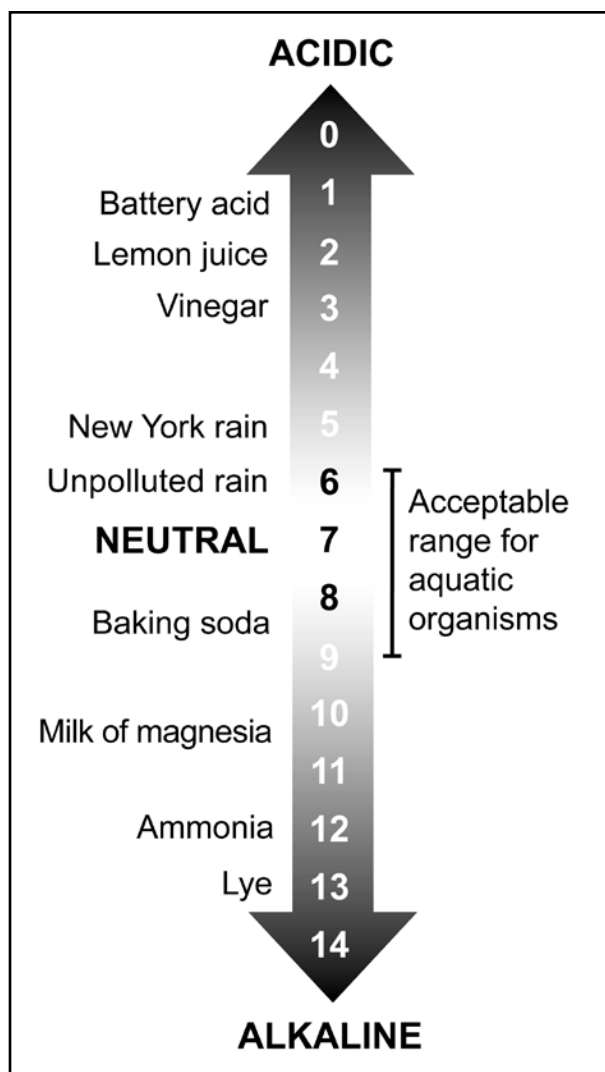 ACIDIC
0
Battery acid 1
Lemon juice 2
Vinegar 3
4
New York rain 5
Unpolluted rain 6
NEUTRAL 7
8
Baking soda
9
Acceptable
range for
aquatic
organisms
10
Milk of magnesia
11
Ammonia 12
Lye 13
14
ALKALINE